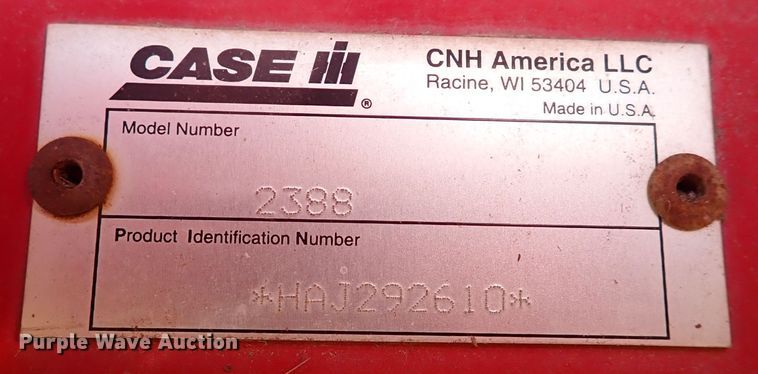 CASE IH ®
CNH America LLC
Racine, WI 53404 U.S.A.
Made in U.S.A.
Model Number
2388
Product Identification Number
*HAJ292610*
Purple Wave Auction